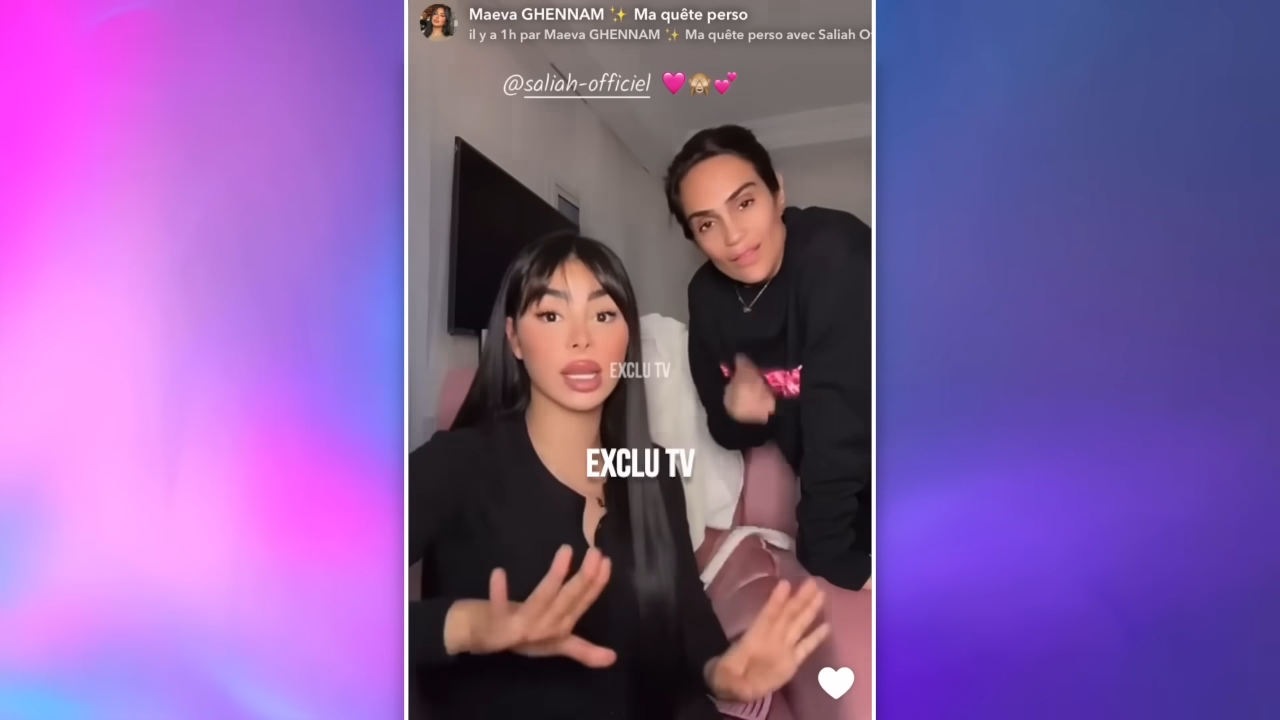 Maeva GHENNAM ✨ Ma quête perso
il y a 1h par Maeva GHENNAM ✨ Ma quête perso avec Saliah
@saliah-officiel 🩷🙈💕
EXCLU TV
EXCLU TV